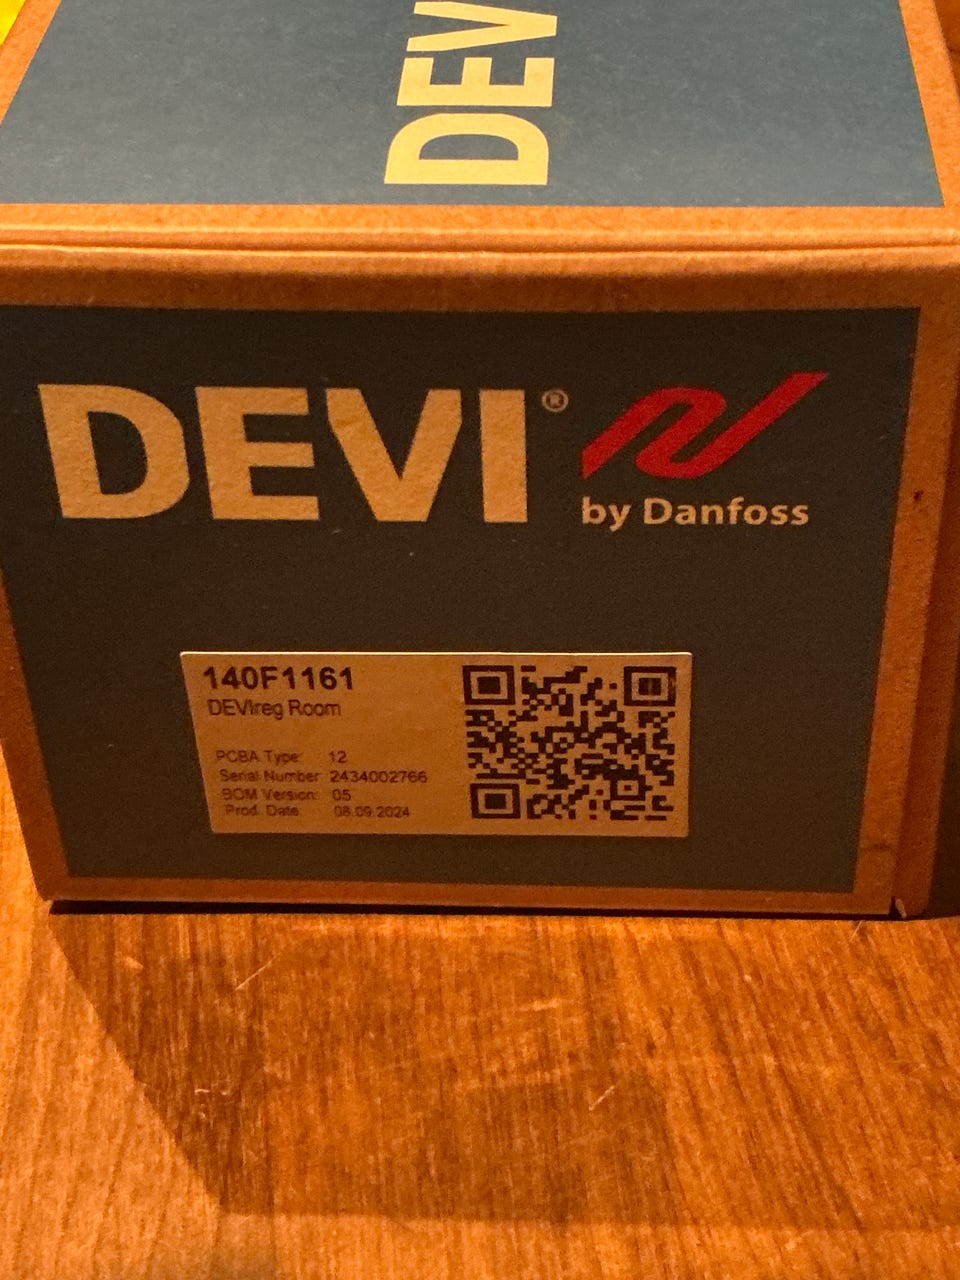 DEV
DEVI®
by Danfoss
140F1161
DEVIreg Room
PCBA Type: 12
Serial Number: 2434002766
BOM Version: 05
Prod. Date: 08.09.2024